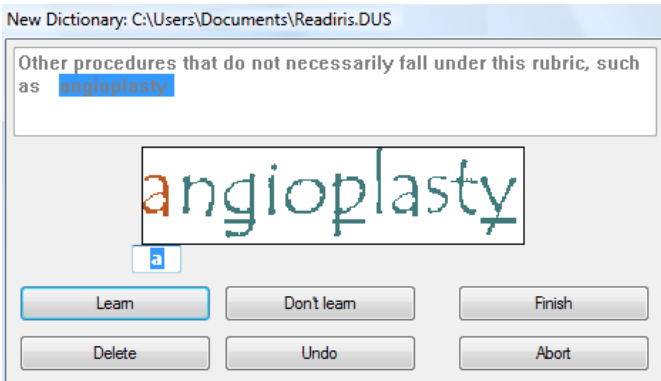 New Dictionary: C:\Users\Documents\Readiris.DUS
Other procedures that do not necessarily fall under this rubric, such
as angioplasty
angioplasty
a
Learn Don't learn Finish
Delete Undo Abort